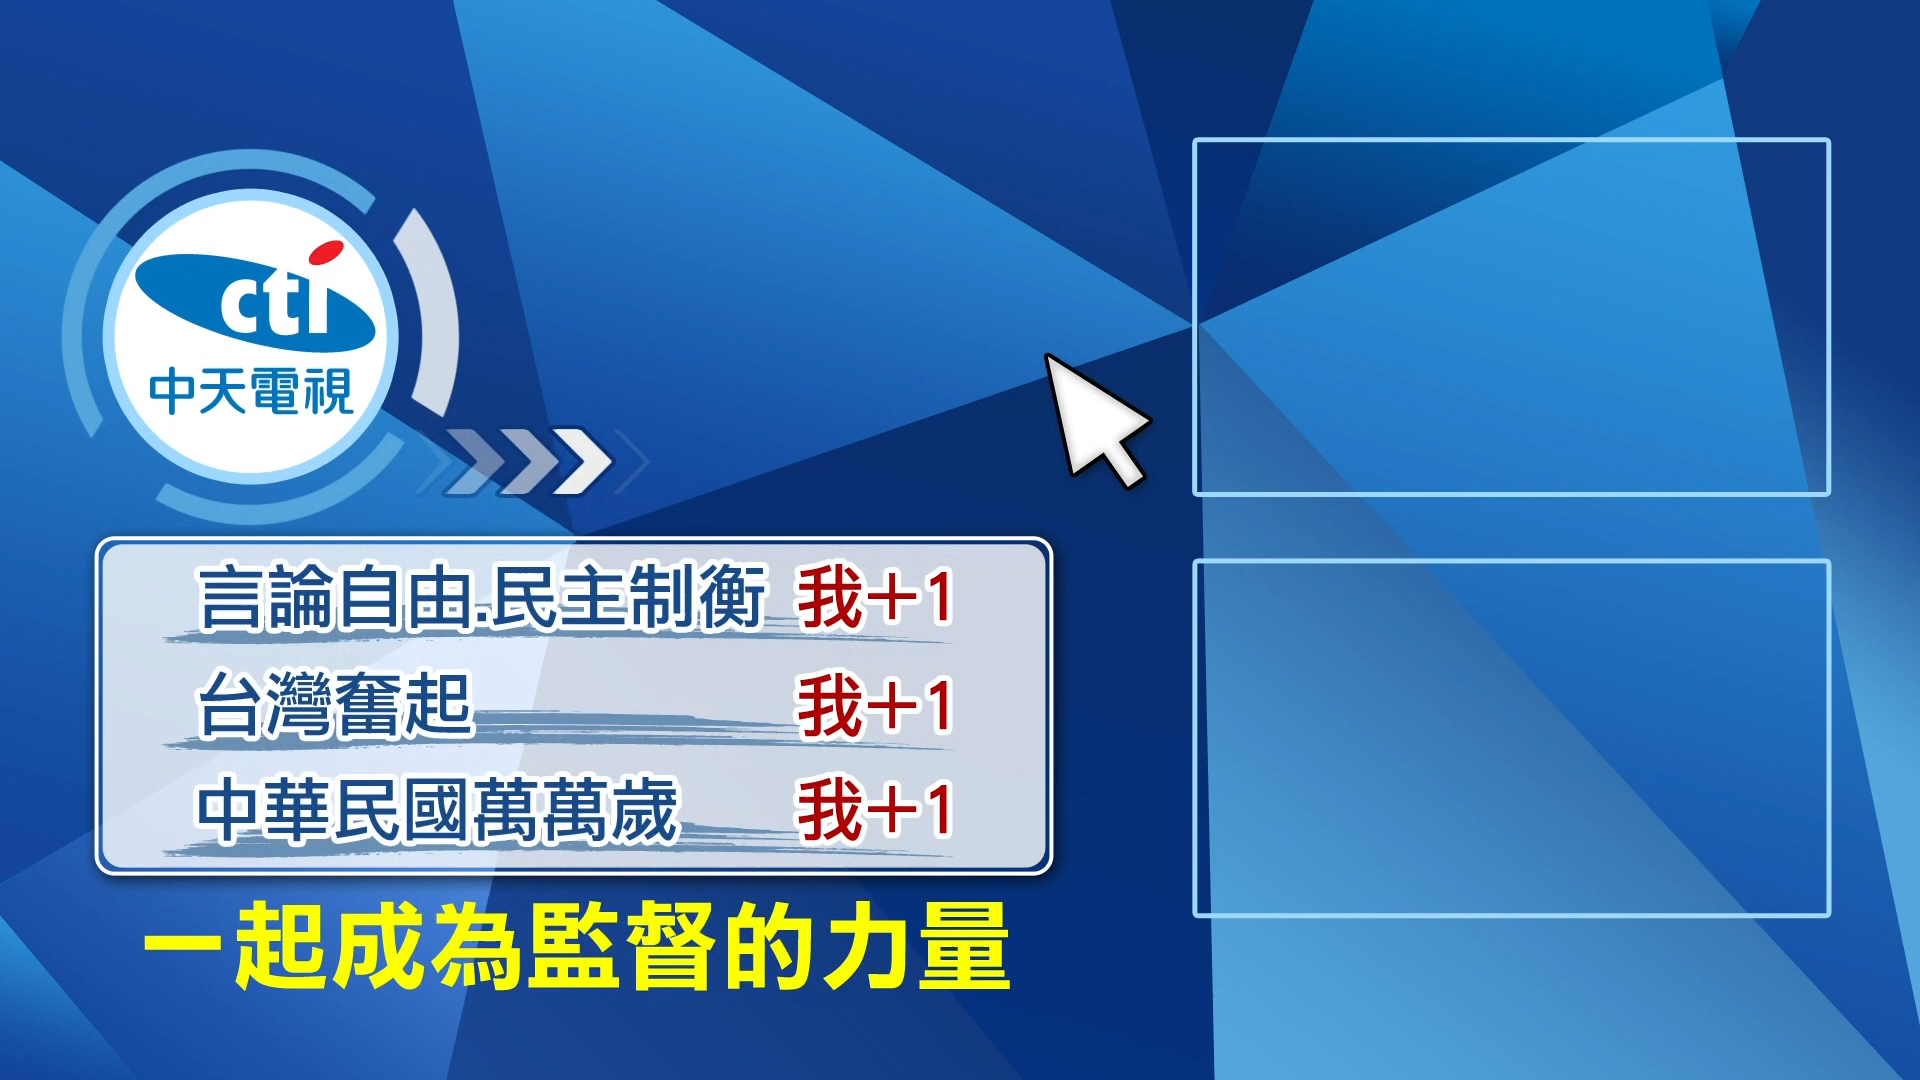 cti
中天電視
言論自由.民主制衡 我+1
台灣奮起 我+1
中華民國萬萬歲 我+1
一起成為監督的力量